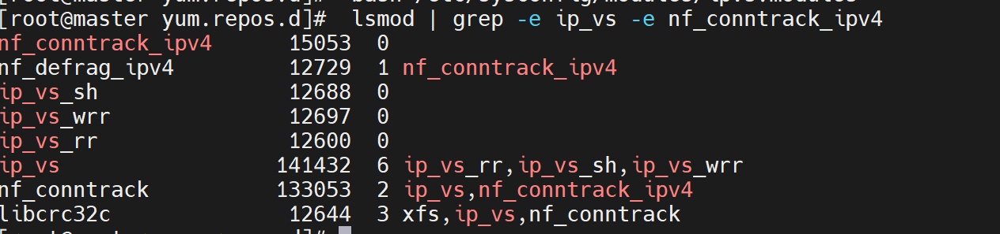 [root@master yum.repos.d]#  lsmod | grep -e ip_vs -e nf_conntrack_ipv4
nf_conntrack_ipv4      15053  0
nf_defrag_ipv4         12729  1 nf_conntrack_ipv4
ip_vs_sh               12688  0
ip_vs_wrr              12697  0
ip_vs_rr               12600  0
ip_vs                 141432  6 ip_vs_rr,ip_vs_sh,ip_vs_wrr
nf_conntrack          133053  2 ip_vs,nf_conntrack_ipv4
libcrc32c              12644  3 xfs,ip_vs,nf_conntrack